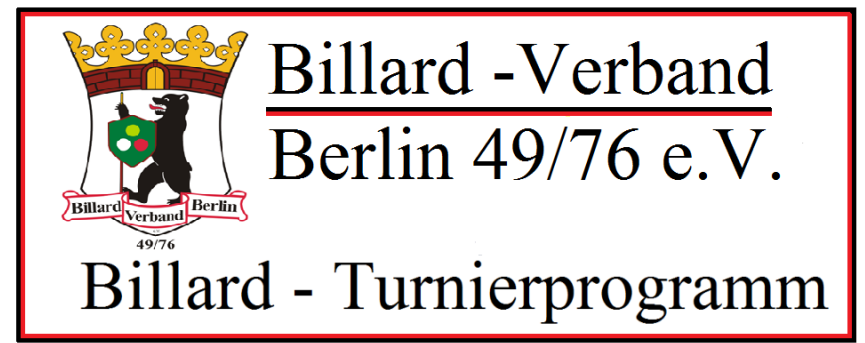 Billard -Verband
Berlin 49/76 e.V.
Billard Verband Berlin
49/76
Billard - Turnierprogramm